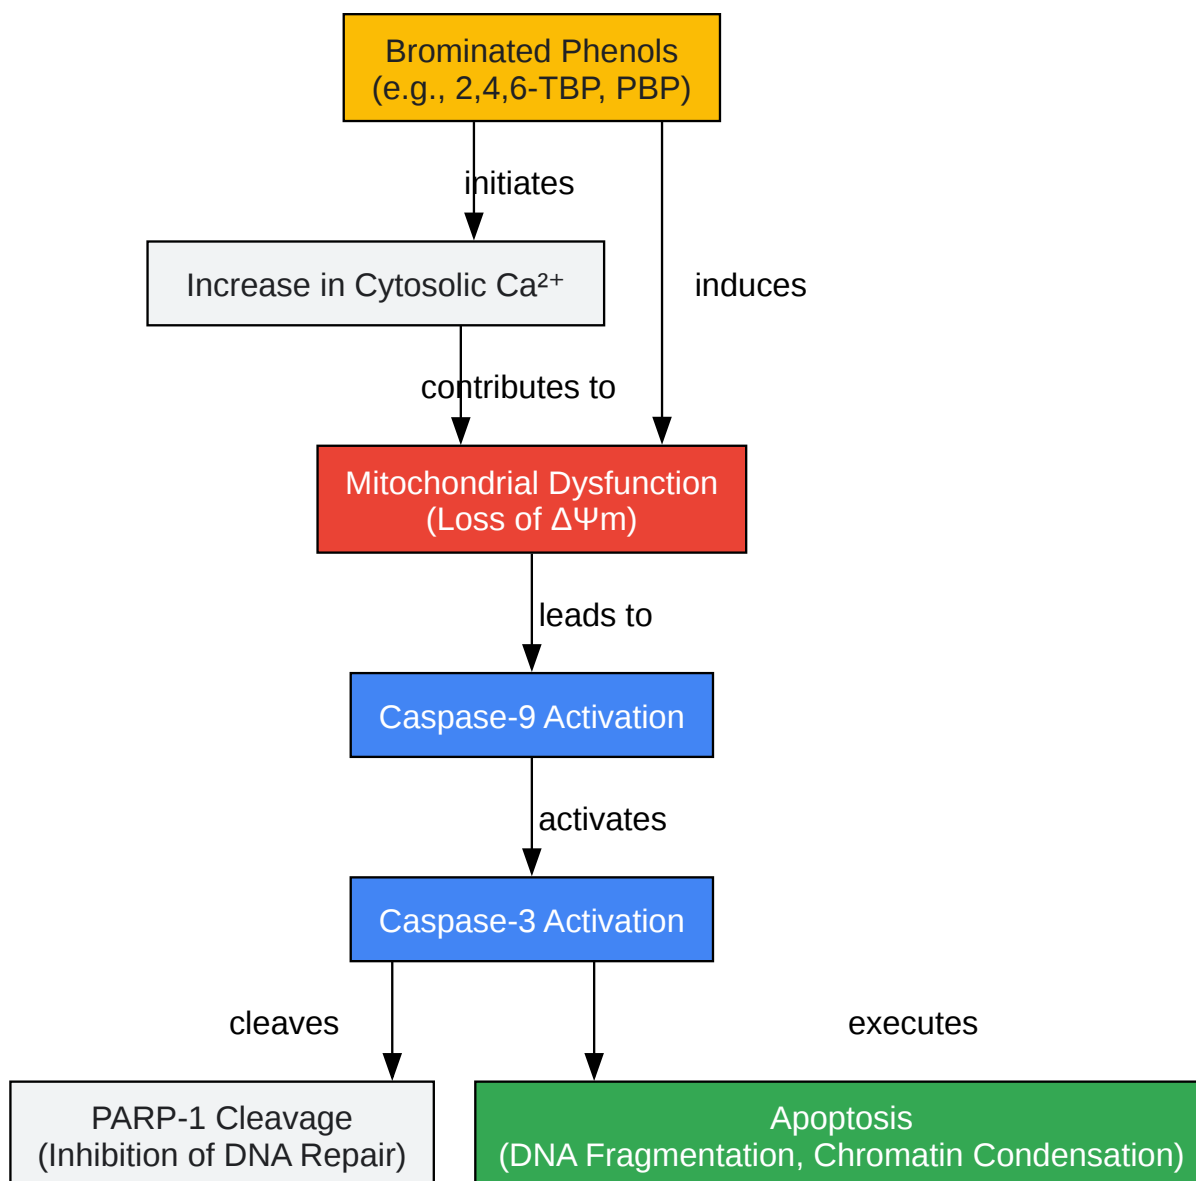 Brominated Phenols
(e.g., 2,4,6-TBP, PBP)
initiates
Increase in Cytosolic Ca²⁺
induces
contributes to
Mitochondrial Dysfunction
(Loss of ΔΨm)
leads to
Caspase-9 Activation
activates
Caspase-3 Activation
cleaves
executes
PARP-1 Cleavage
(Inhibition of DNA Repair)
Apoptosis
(DNA Fragmentation, Chromatin Condensation)